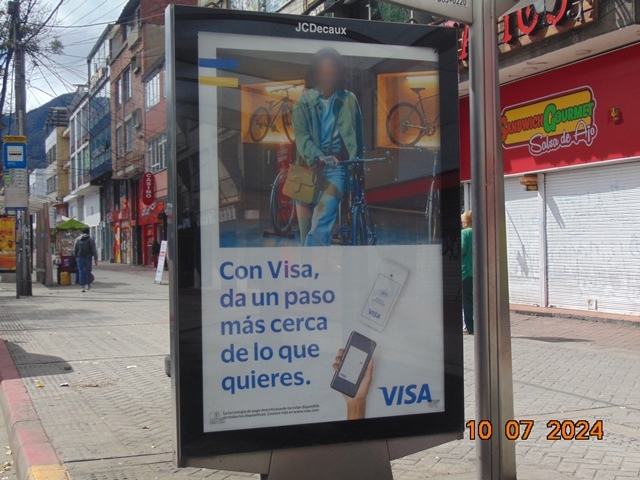 JCDecaux
SANDWICH GOURMET
Salsa de Ajo
CASINO
Con Visa,
da un paso
más cerca
de lo que
quieres.
VISA
VISA
10 07 2024